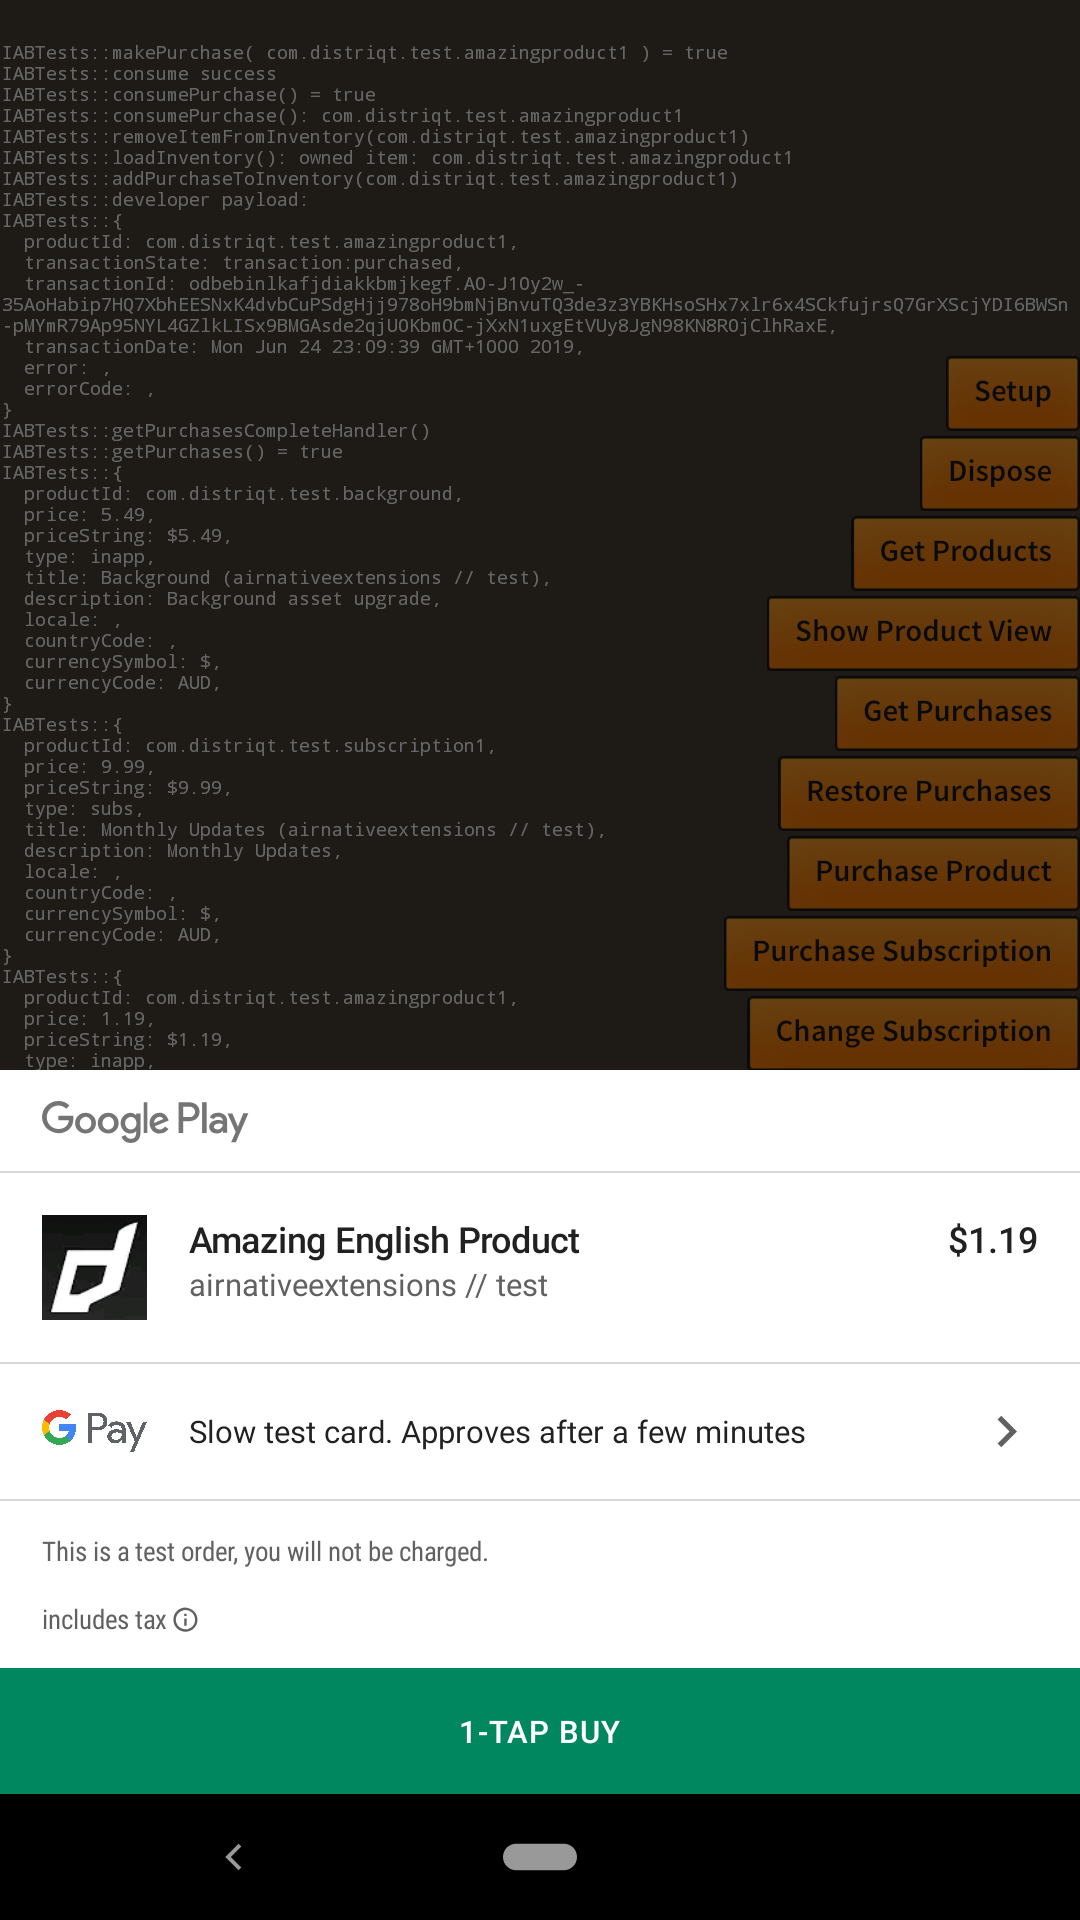 IABTests::makePurchase( com.distriqt.test.amazingproduct1 ) = true
IABTests::consume success
IABTests::consumePurchase() = true
IABTests::consumePurchase(): com.distriqt.test.amazingproduct1
IABTests::removeItemFromInventory(com.distriqt.test.amazingproduct1)
IABTests::loadInventory(): owned item: com.distriqt.test.amazingproduct1
IABTests::addPurchaseToInventory(com.distriqt.test.amazingproduct1)
IABTests::developer payload:
IABTests::{
productId: com.distriqt.test.amazingproduct1,
transactionState: transaction:purchased,
transactionId: odbebinlkafjdiakkbmjkegf.AO-J1Oy2w_-
35AoHabip7HQ7XbhEESNxK4dvbCuPSdgHjj978oH9bmNjBnvuTQ3de3z3YBKHsoSHx7xlr6x4SCkfujrsQ7GrXScjYDI6BWSn
-pMYmR79Ap95NYL4GZlkLISx9BMGAsde2qjUOKbmOC-jXxN1uxgEtVUy8JgN98KN8ROjClhRaxE,
transactionDate: Mon Jun 24 23:09:39 GMT+1000 2019,
error: ,
errorCode: ,
}
IABTests::getPurchasesCompleteHandler()
IABTests::getPurchases() = true
IABTests::{
productId: com.distriqt.test.background,
price: 5.49,
priceString: $5.49,
type: inapp,
title: Background (airnativeextensions // test),
description: Background asset upgrade,
locale: ,
countryCode: ,
currencySymbol: $,
currencyCode: AUD,
}
IABTests::{
productId: com.distriqt.test.subscription1,
price: 9.99,
priceString: $9.99,
type: subs,
title: Monthly Updates (airnativeextensions // test),
description: Monthly Updates,
locale: ,
countryCode: ,
currencySymbol: $,
currencyCode: AUD,
}
IABTests::{
productId: com.distriqt.test.amazingproduct1,
price: 1.19,
priceString: $1.19,
type: inapp,
Setup
Dispose
Get Products
Show Product View
Get Purchases
Restore Purchases
Purchase Product
Purchase Subscription
Change Subscription
Google Play
Amazing English Product
$1.19
airnativeextensions // test
G Pay
Slow test card. Approves after a few minutes
This is a test order, you will not be charged.
includes tax
1-TAP BUY